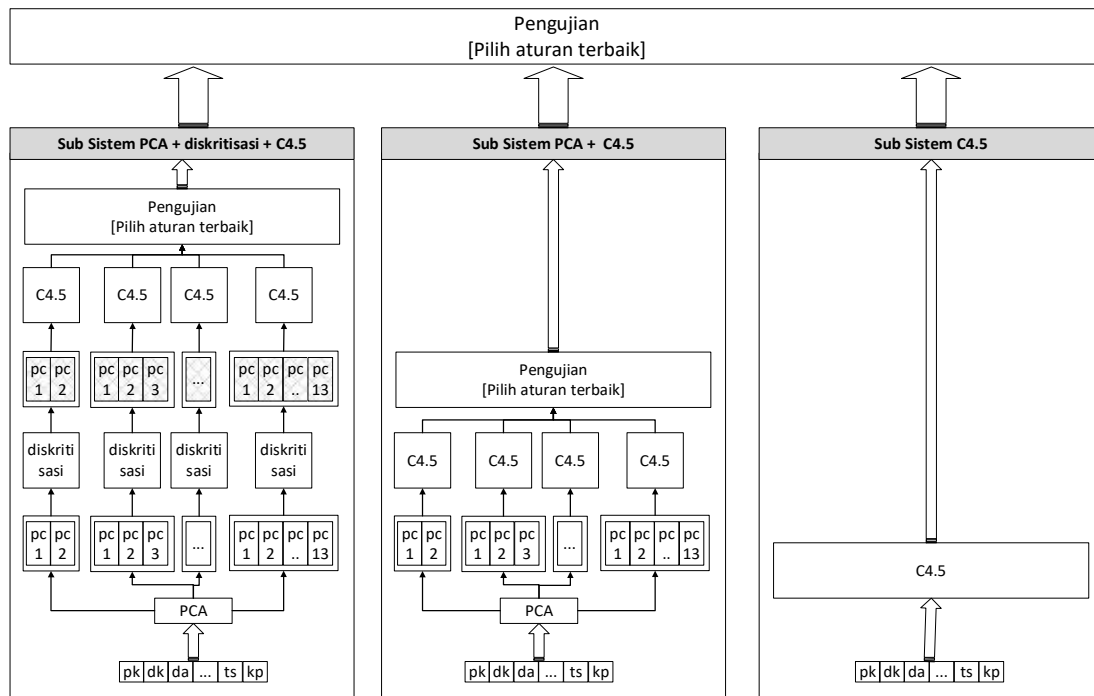 Pengujian
[Pilih aturan terbaik]
Sub Sistem PCA + diskritisasi + C4.5
Pengujian
[Pilih aturan terbaik]
C4.5 C4.5 C4.5 C4.5
pc pc pc pc pc ... pc pc pc pc
1 2 1 2 3 1 2 .. 13
diskriti diskriti diskriti diskriti
sasi sasi sasi sasi
pc pc pc pc pc ... pc pc pc pc
1 2 1 2 3 1 2 .. 13
PCA
pk dk da ... ts kp
Sub Sistem PCA + C4.5
Pengujian
[Pilih aturan terbaik]
C4.5 C4.5 C4.5 C4.5
pc pc pc pc pc ... pc pc pc pc
1 2 1 2 3 1 2 .. 13
PCA
pk dk da ... ts kp
Sub Sistem C4.5
C4.5
pk dk da ... ts kp